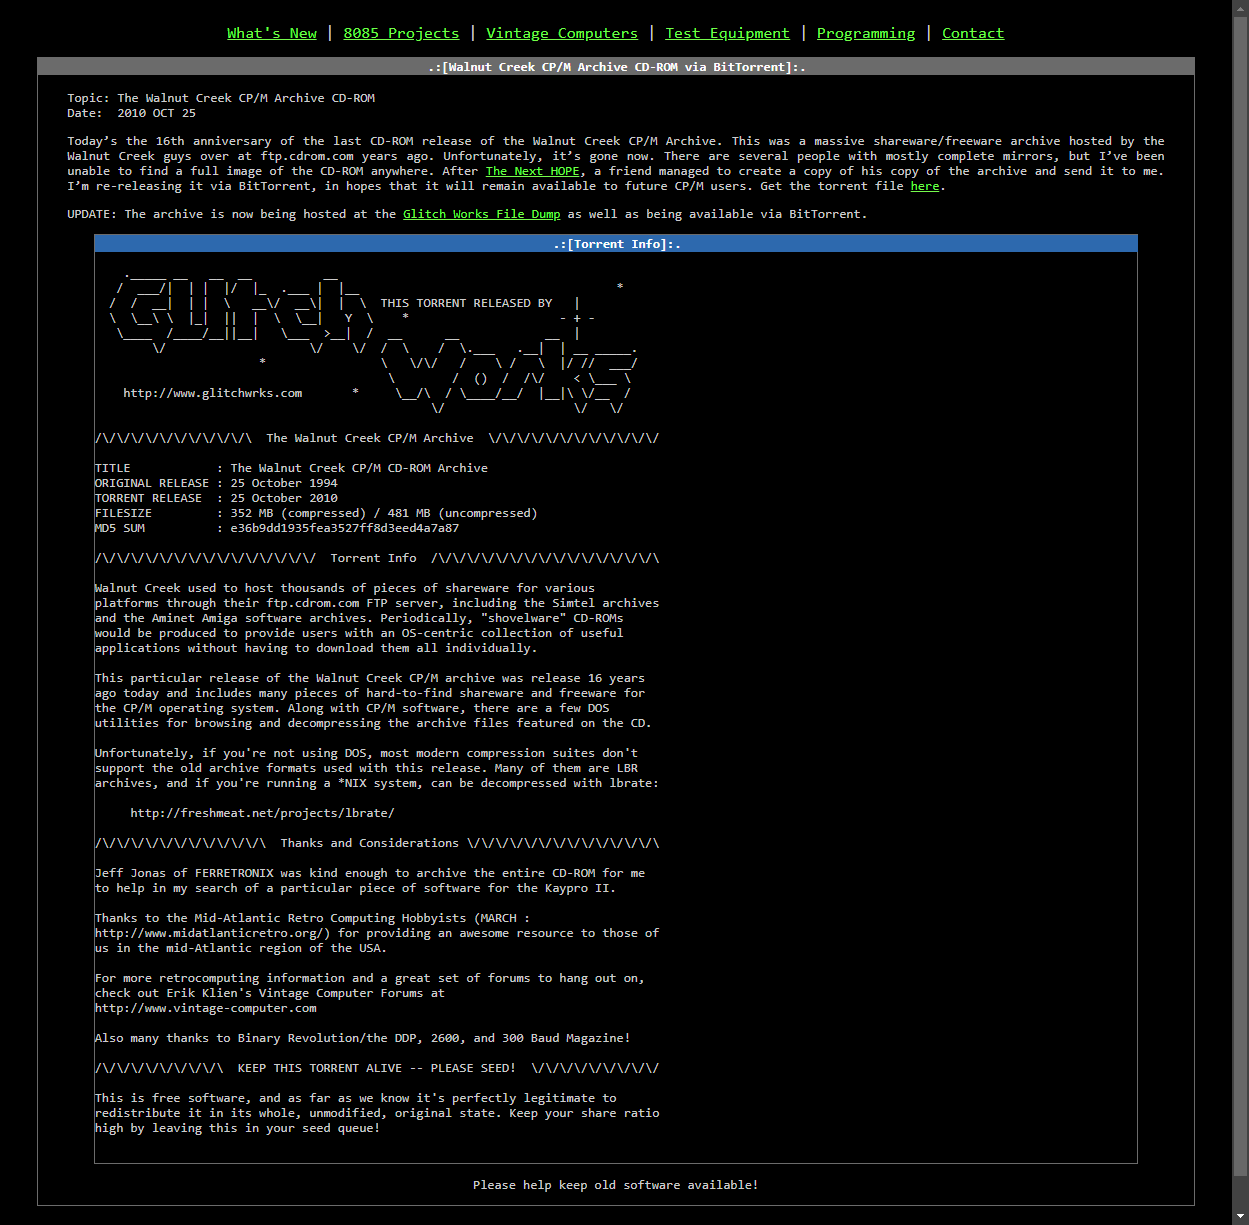 What's New | 8085 Projects | Vintage Computers | Test Equipment | Programming | Contact
.:[Walnut Creek CP/M Archive CD-ROM via BitTorrent]:.
Topic: The Walnut Creek CP/M Archive CD-ROM
Date:  2010 OCT 25
Today’s the 16th anniversary of the last CD-ROM release of the Walnut Creek CP/M Archive. This was a massive shareware/freeware archive hosted by the
Walnut Creek guys over at ftp.cdrom.com years ago. Unfortunately, it’s gone now. There are several people with mostly complete mirrors, but I’ve been
unable to find a full image of the CD-ROM anywhere. After The Next HOPE, a friend managed to create a copy of his copy of the archive and send it to me.
I’m re-releasing it via BitTorrent, in hopes that it will remain available to future CP/M users. Get the torrent file here.
UPDATE: The archive is now being hosted at the Glitch Works File Dump as well as being available via BitTorrent.
.:[Torrent Info]:.
Glitch
THIS TORRENT RELEASED BY
Works
http://www.glitchwrks.com
/\/\/\/\/\/\/\/\/\/\/\  The Walnut Creek CP/M Archive  \/\/\/\/\/\/\/\/\/\/\/\/
TITLE            : The Walnut Creek CP/M CD-ROM Archive
ORIGINAL RELEASE : 25 October 1994
TORRENT RELEASE  : 25 October 2010
FILESIZE         : 352 MB (compressed) / 481 MB (uncompressed)
MD5 SUM          : e36b9dd1935fea3527ff8d3eed4a7a87
/\/\/\/\/\/\/\/\/\/\/\/\/\/\/\/  Torrent Info  /\/\/\/\/\/\/\/\/\/\/\/\/\/\/\/\
Walnut Creek used to host thousands of pieces of shareware for various
platforms through their ftp.cdrom.com FTP server, including the Simtel archives
and the Aminet Amiga software archives. Periodically, "shovelware" CD-ROMs
would be produced to provide users with an OS-centric collection of useful
applications without having to download them all individually.
This particular release of the Walnut Creek CP/M archive was release 16 years
ago today and includes many pieces of hard-to-find shareware and freeware for
the CP/M operating system. Along with CP/M software, there are a few DOS
utilities for browsing and decompressing the archive files featured on the CD.
Unfortunately, if you're not using DOS, most modern compression suites don't
support the old archive formats used with this release. Many of them are LBR
archives, and if you're running a *NIX system, can be decompressed with lbrate:
http://freshmeat.net/projects/lbrate/
/\/\/\/\/\/\/\/\/\/\/\/\  Thanks and Considerations \/\/\/\/\/\/\/\/\/\/\/\/\/\
Jeff Jonas of FERRETRONIX was kind enough to archive the entire CD-ROM for me
to help in my search of a particular piece of software for the Kaypro II.
Thanks to the Mid-Atlantic Retro Computing Hobbyists (MARCH :
http://www.midatlanticretro.org/) for providing an awesome resource to those of
us in the mid-Atlantic region of the USA.
For more retrocomputing information and a great set of forums to hang out on,
check out Erik Klien's Vintage Computer Forums at
http://www.vintage-computer.com
Also many thanks to Binary Revolution/the DDP, 2600, and 300 Baud Magazine!
/\/\/\/\/\/\/\/\/\  KEEP THIS TORRENT ALIVE -- PLEASE SEED!  \/\/\/\/\/\/\/\/\/
This is free software, and as far as we know it's perfectly legitimate to
redistribute it in its whole, unmodified, original state. Keep your share ratio
high by leaving this in your seed queue!
Please help keep old software available!